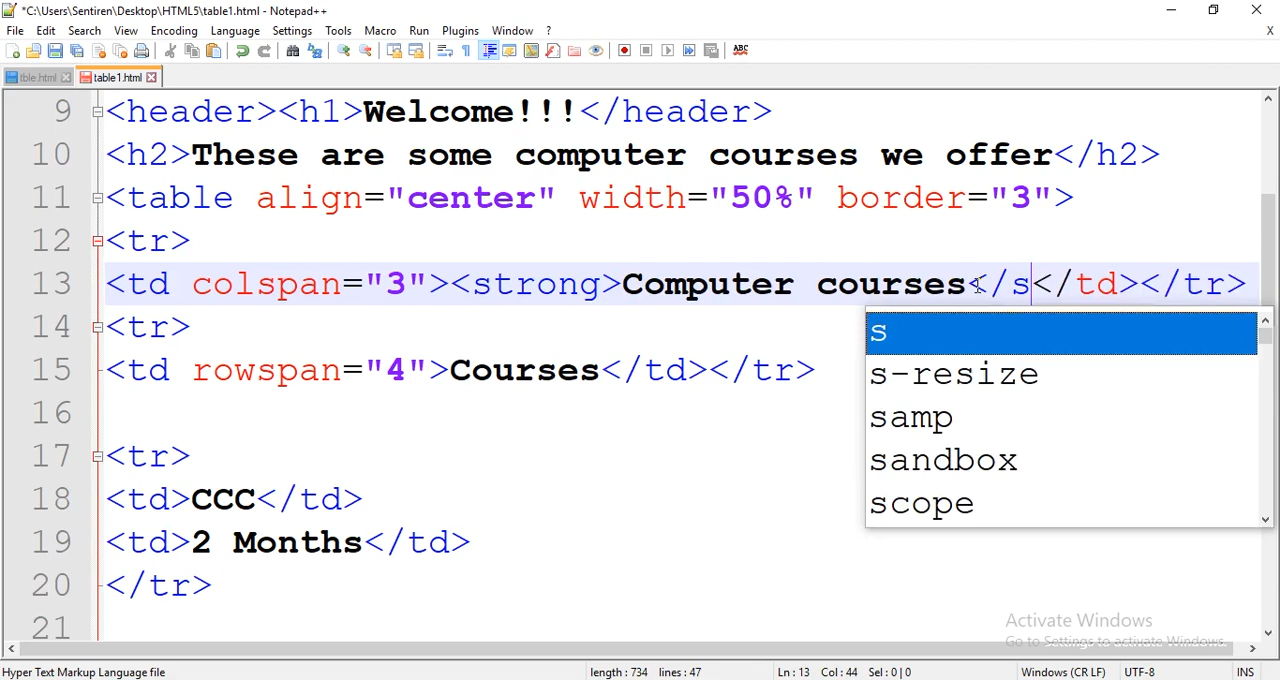 *C:\Users\Sentiren\Desktop\HTML5\table1.html - Notepad++
File Edit Search View Encoding Language Settings Tools Macro Run Plugins Window ? X
ABC
tble.html table1.html
9 <header><h1>Welcome!!!</header>
10 <h2>These are some computer courses we offer</h2>
11 <table align="center" width="50%" border="3">
12 <tr>
13 <td colspan="3"><strong>Computer courses</s</td></tr>
14 <tr>
15 <td rowspan="4">Courses</td></tr>
16
17 <tr>
18 <td>CCC</td>
19 <td>2 Months</td>
20 </tr>
21
s
s-resize
samp
sandbox
scope
Activate Windows
Go to Settings to activate Windows.
Hyper Text Markup Language file length : 734 lines : 47 Ln : 13 Col : 44 Sel : 0 | 0 Windows (CR LF) UTF-8 INS